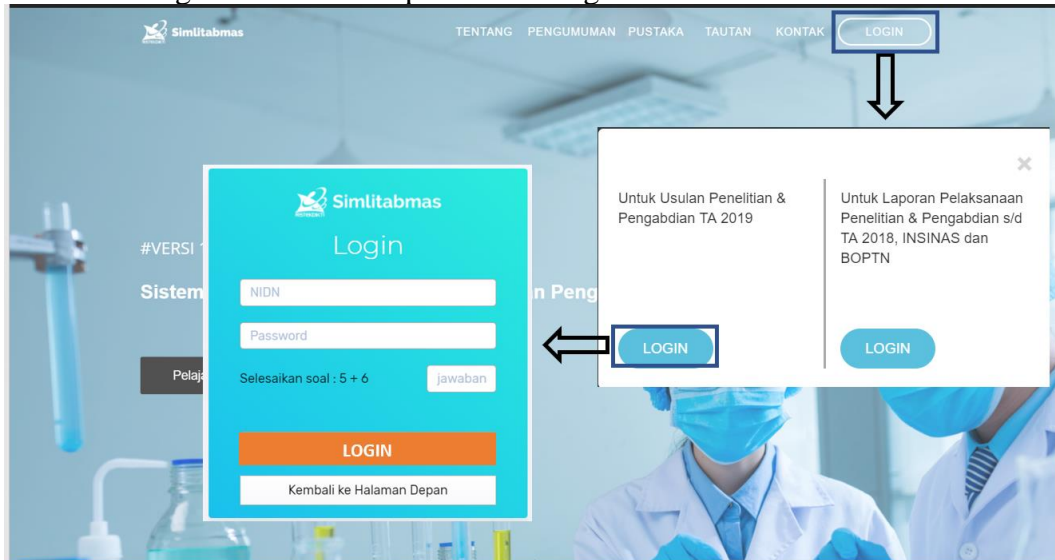 Simlitabmas
TENTANG PENGUMUMAN PUSTAKA TAUTAN KONTAK LOGIN
Untuk Usulan Penelitian &
Pengabdian TA 2019
LOGIN
Untuk Laporan Pelaksanaan
Penelitian & Pengabdian s/d
TA 2018, INSINAS dan
BOPTN
LOGIN
#VERSI
Sistem
Peng
Simlitabmas
Login
NIDN
Password
Selesaikan soal : 5 + 6 jawaban
LOGIN
Kembali ke Halaman Depan